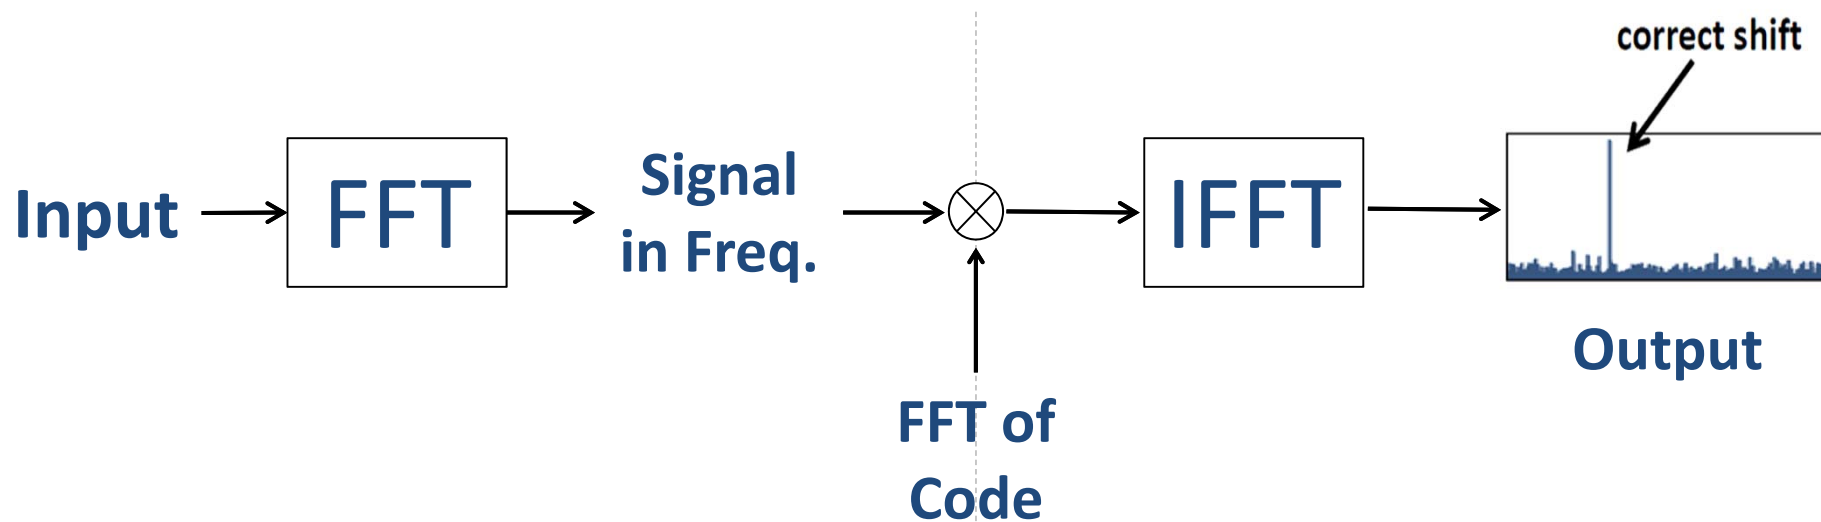 correct shift
Input
FFT
Signal
in Freq.
IFFT
Output
FFT of
Code